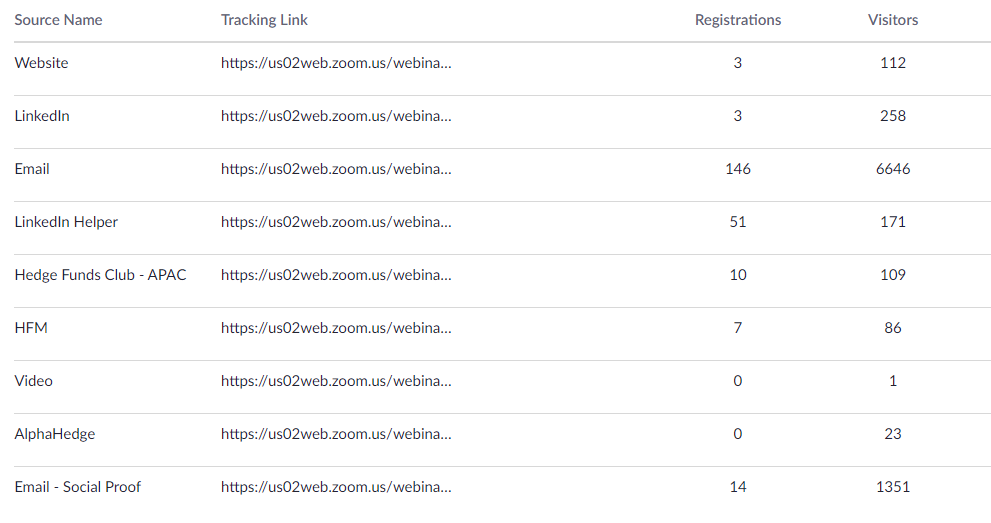 Source Name Tracking Link Registrations Visitors
Website https://us02web.zoom.us/webina... 3 112
LinkedIn https://us02web.zoom.us/webina... 3 258
Email https://us02web.zoom.us/webina... 146 6646
LinkedIn Helper https://us02web.zoom.us/webina... 51 171
Hedge Funds Club - APAC https://us02web.zoom.us/webina... 10 109
HFM https://us02web.zoom.us/webina... 7 86
Video https://us02web.zoom.us/webina... 0 1
AlphaHedge https://us02web.zoom.us/webina... 0 23
Email - Social Proof https://us02web.zoom.us/webina... 14 1351